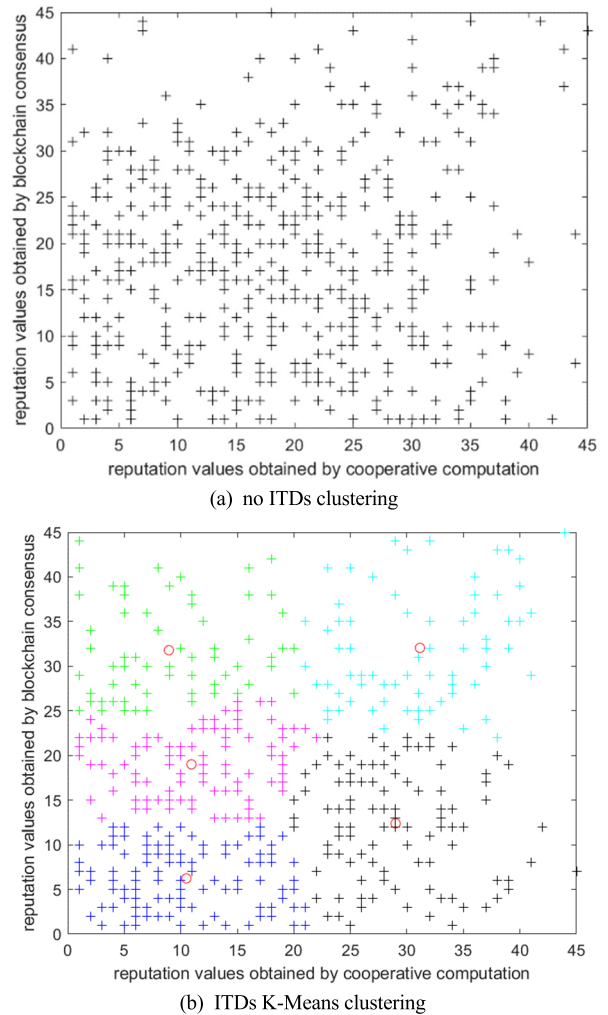 reputation values obtained by blockchain consensus
45
40
35
30
25
20
15
10
5
0
0 5 10 15 20 25 30 35 40 45
reputation values obtained by cooperative computation
(a) no ITDs clustering
reputation values obtained by blockchain consensus
45
40
35
30
25
20
15
10
5
0
0 5 10 15 20 25 30 35 40 45
reputation values obtained by cooperative computation
(b) ITDs K-Means clustering